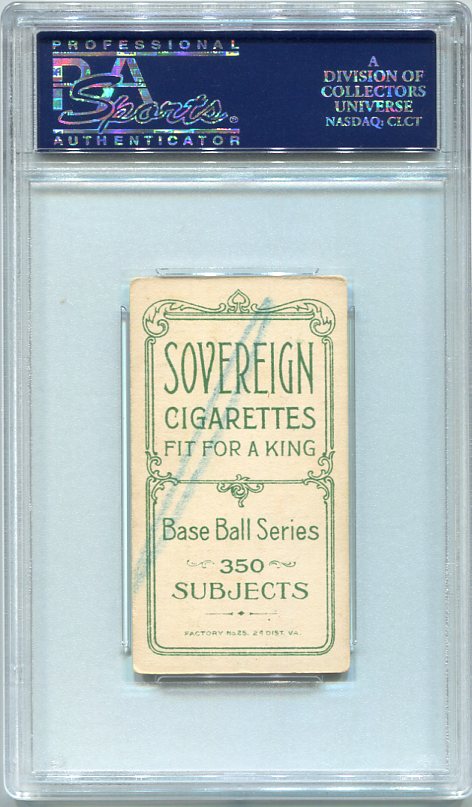 PROFESSIONAL
PSA
Sports®
AUTHENTICATOR
A
DIVISION OF
COLLECTORS
UNIVERSE
NASDAQ: CLCT
SOVEREIGN
CIGARETTES
FIT FOR A KING
Base Ball Series
350
SUBJECTS
FACTORY No 25. 2d DIST. VA.